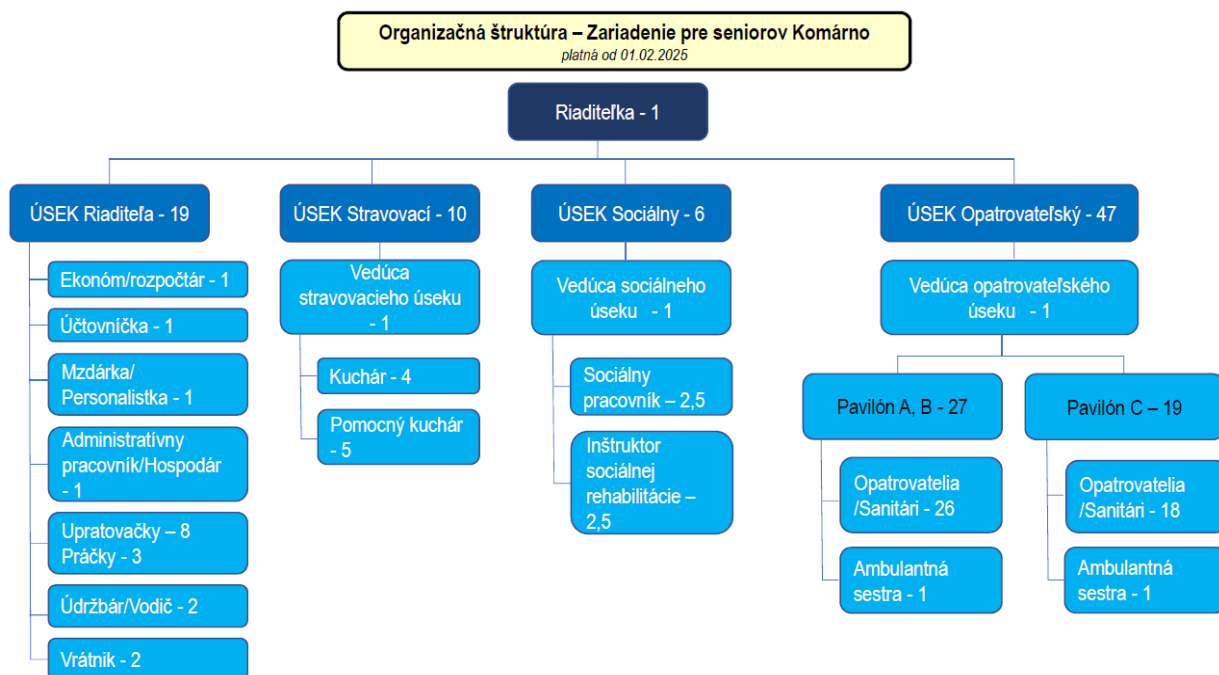 Organizačná štruktúra – Zariadenie pre seniorov Komárno
platná od 01.02.2025
Riaditeľka - 1
ÚSEK Riaditeľa - 19
ÚSEK Stravovací - 10
ÚSEK Sociálny - 6
ÚSEK Opatrovateľský - 47
Ekonóm/rozpočtár - 1
Účtovníčka - 1
Mzdárka/
Personalistka - 1
Administratívny
pracovník/Hospodár
- 1
Upratovačky – 8
Práčky - 3
Údržbár/Vodič - 2
Vrátnik - 2
Vedúca
stravovacieho úseku
- 1
Kuchár - 4
Pomocný kuchár
- 5
Vedúca sociálneho
úseku - 1
Sociálny
pracovník – 2,5
Inštruktor
sociálnej
rehabilitácie –
2,5
Vedúca opatrovateľského
úseku - 1
Pavilón A, B - 27
Opatrovatelia
/Sanitári - 26
Ambulantná
sestra - 1
Pavilón C – 19
Opatrovatelia
/Sanitári - 18
Ambulantná
sestra - 1